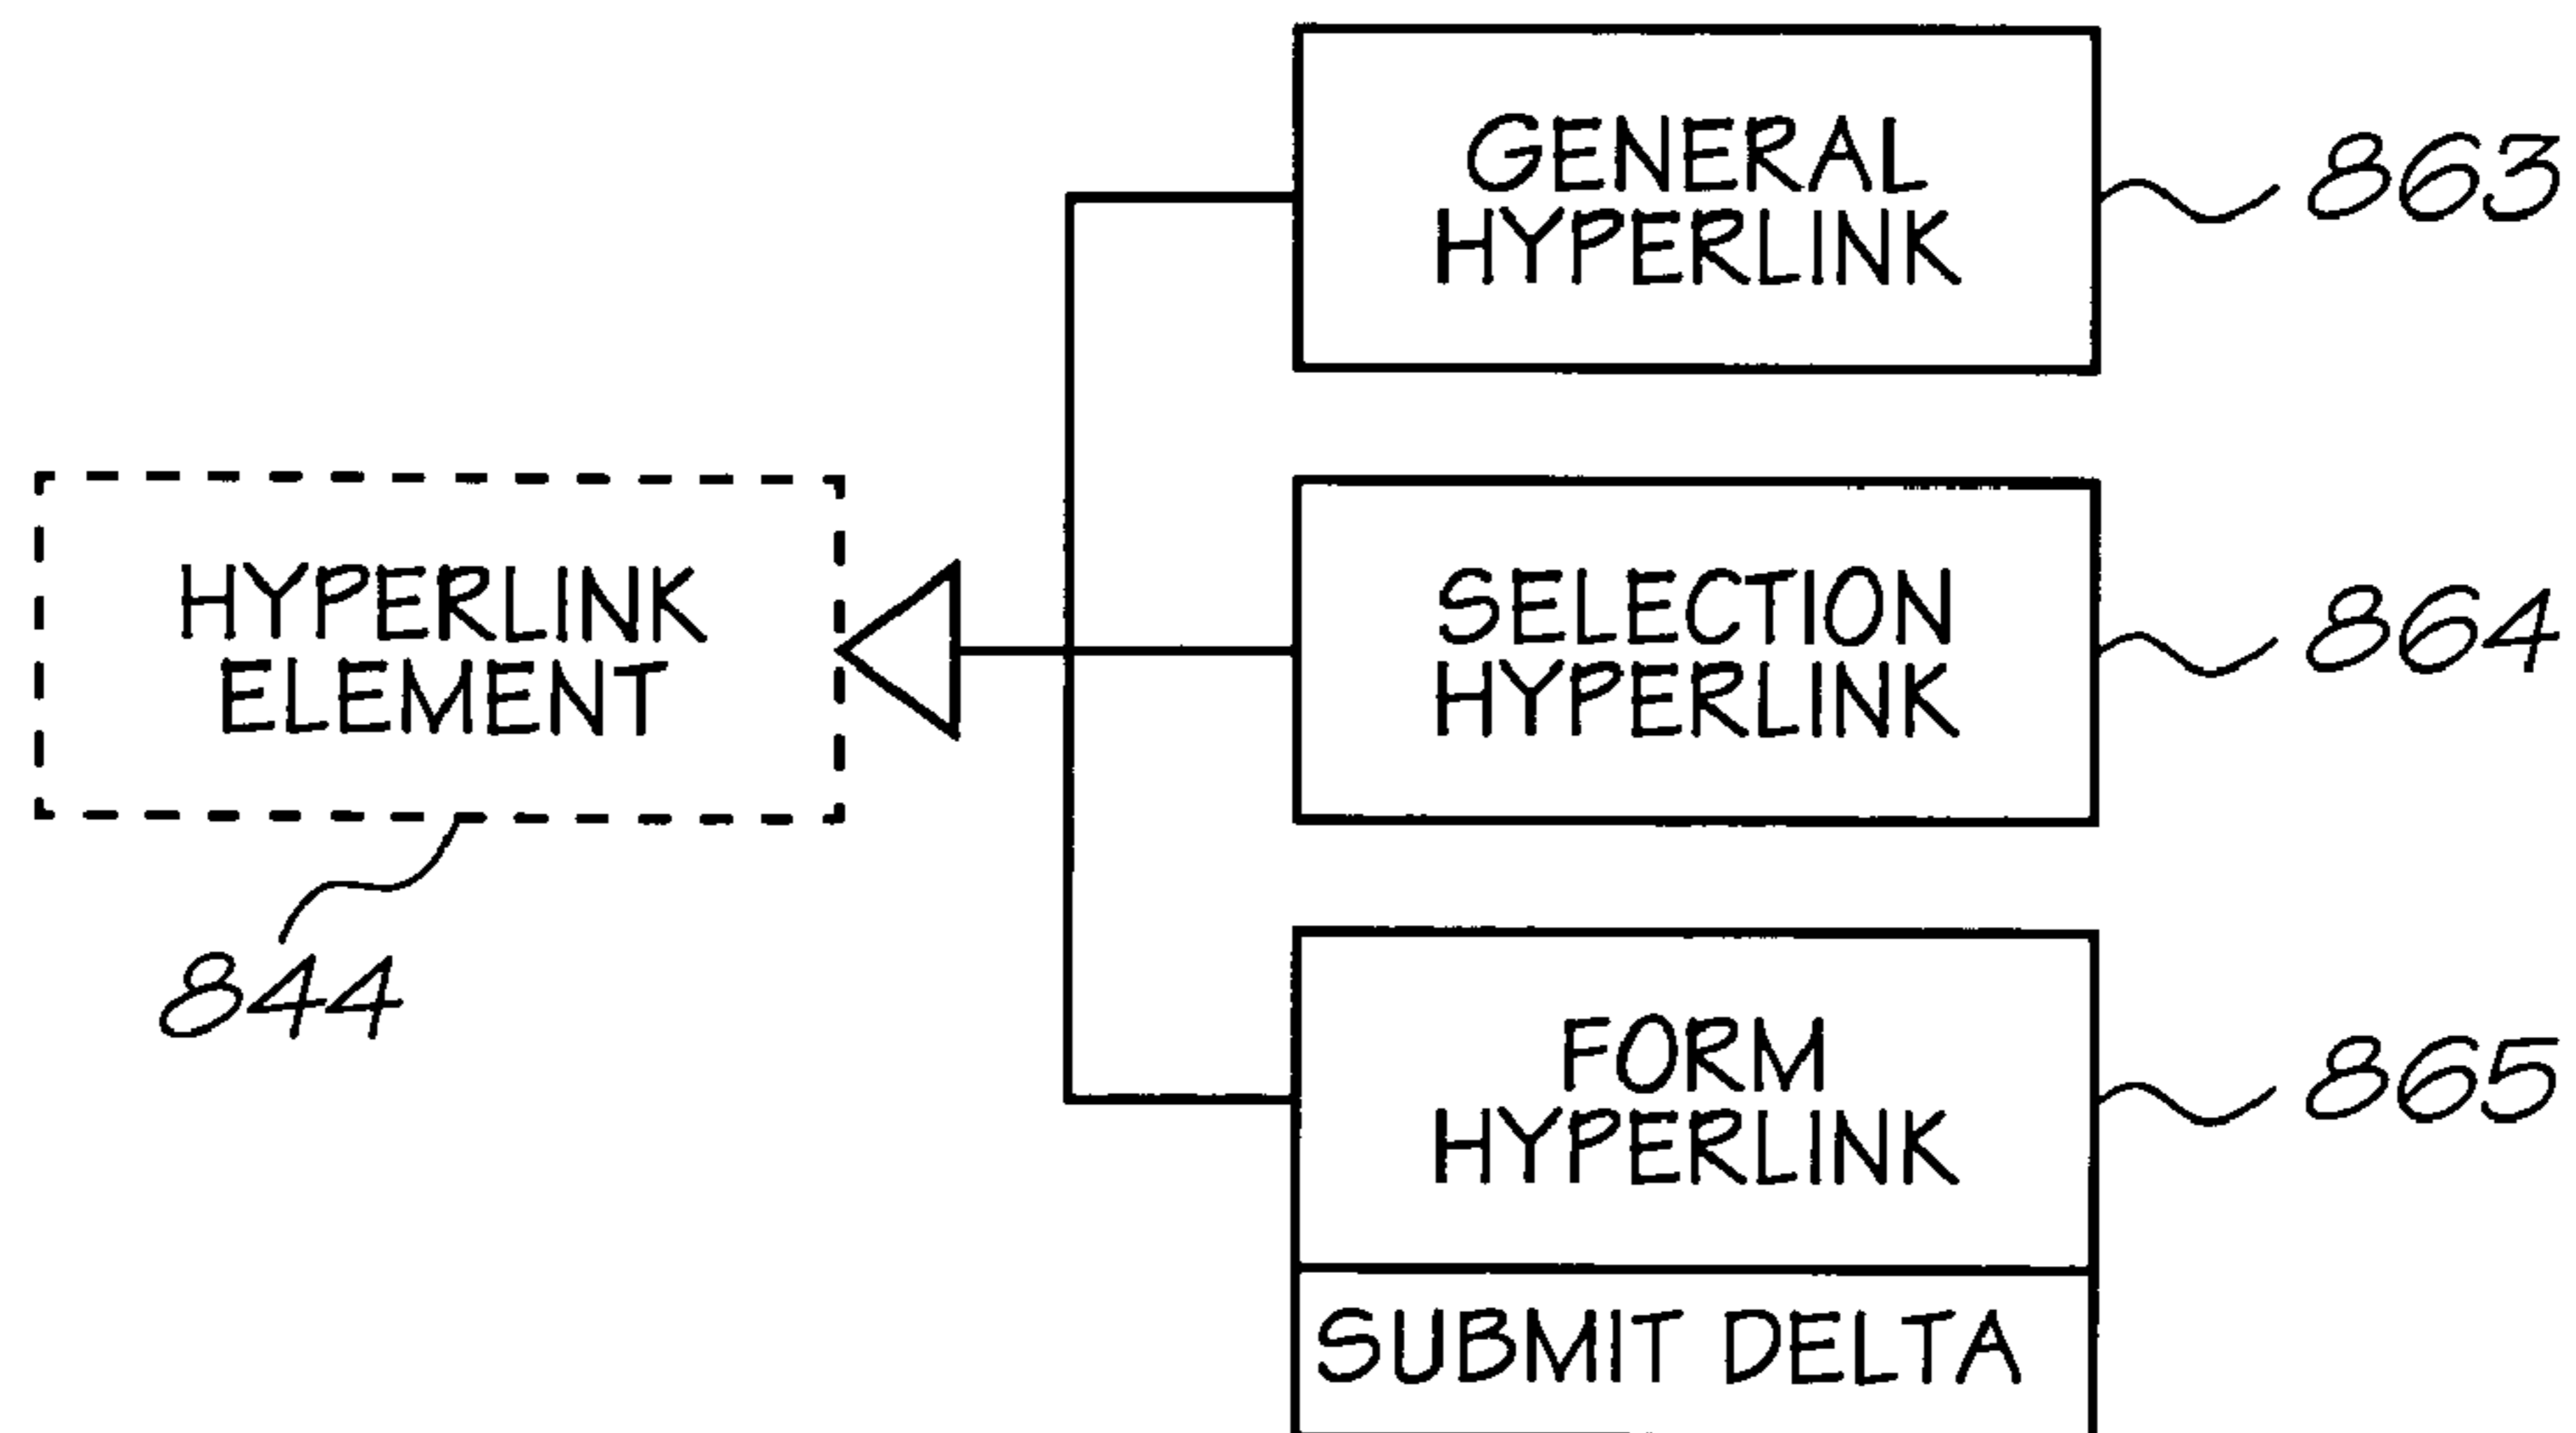 GENERAL
HYPERLINK
863
HYPERLINK
ELEMENT
844
SELECTION
HYPERLINK
864
FORM
HYPERLINK
865
SUBMIT DELTA